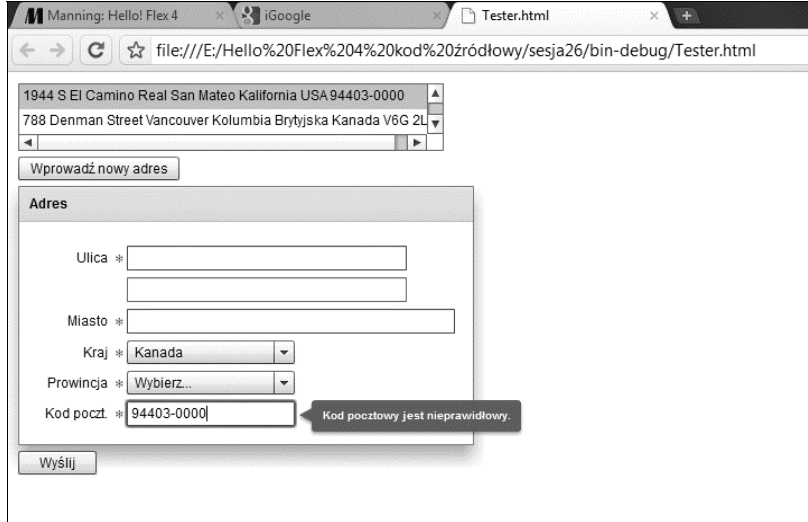 Manning: Hello! Flex 4
iGoogle
Tester.html
file:///E:/Hello%20Flex%204%20kod%20źródłowy/sesja26/bin-debug/Tester.html
1944 S El Camino Real San Mateo Kalifornia USA 94403-0000
788 Denman Street Vancouver Kolumbia Brytyjska Kanada V6G 2L
Wprowadź nowy adres
Adres
Ulica *
Miasto *
Kraj * Kanada
Prowincja * Wybierz...
Kod poczt. * 94403-0000 Kod pocztowy jest nieprawidłowy.
Wyślij